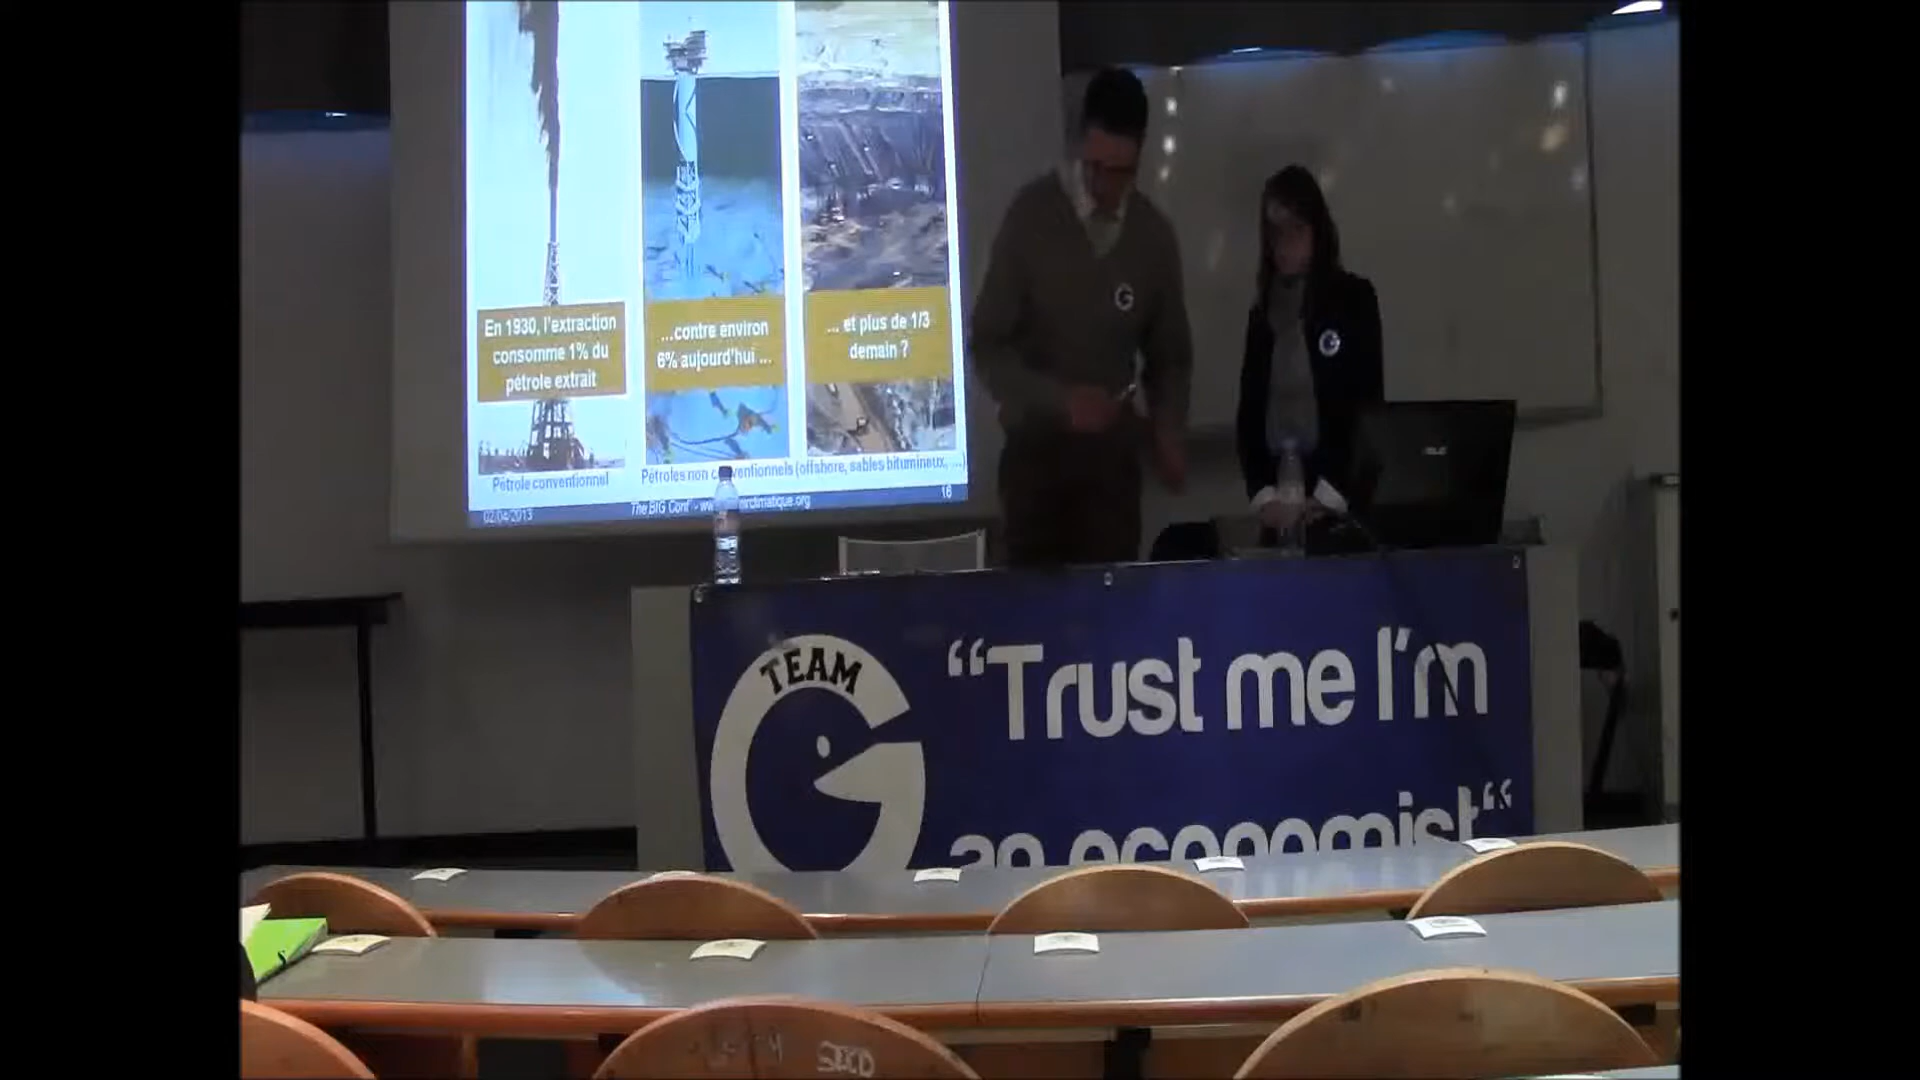 En 1930, l'extraction
consomme 1% du
pétrole extrait
...contre environ
6% aujourd'hui ...
... et plus de 1/3
demain ?
Pétrole conventionnel
Pétroles non conventionnels (offshore, sables bitumineux, ...)
02/04/2013
The BIG Conf' - 
16
G
G
ASUS
TEAM
G
“Trust me I'm
an economist“